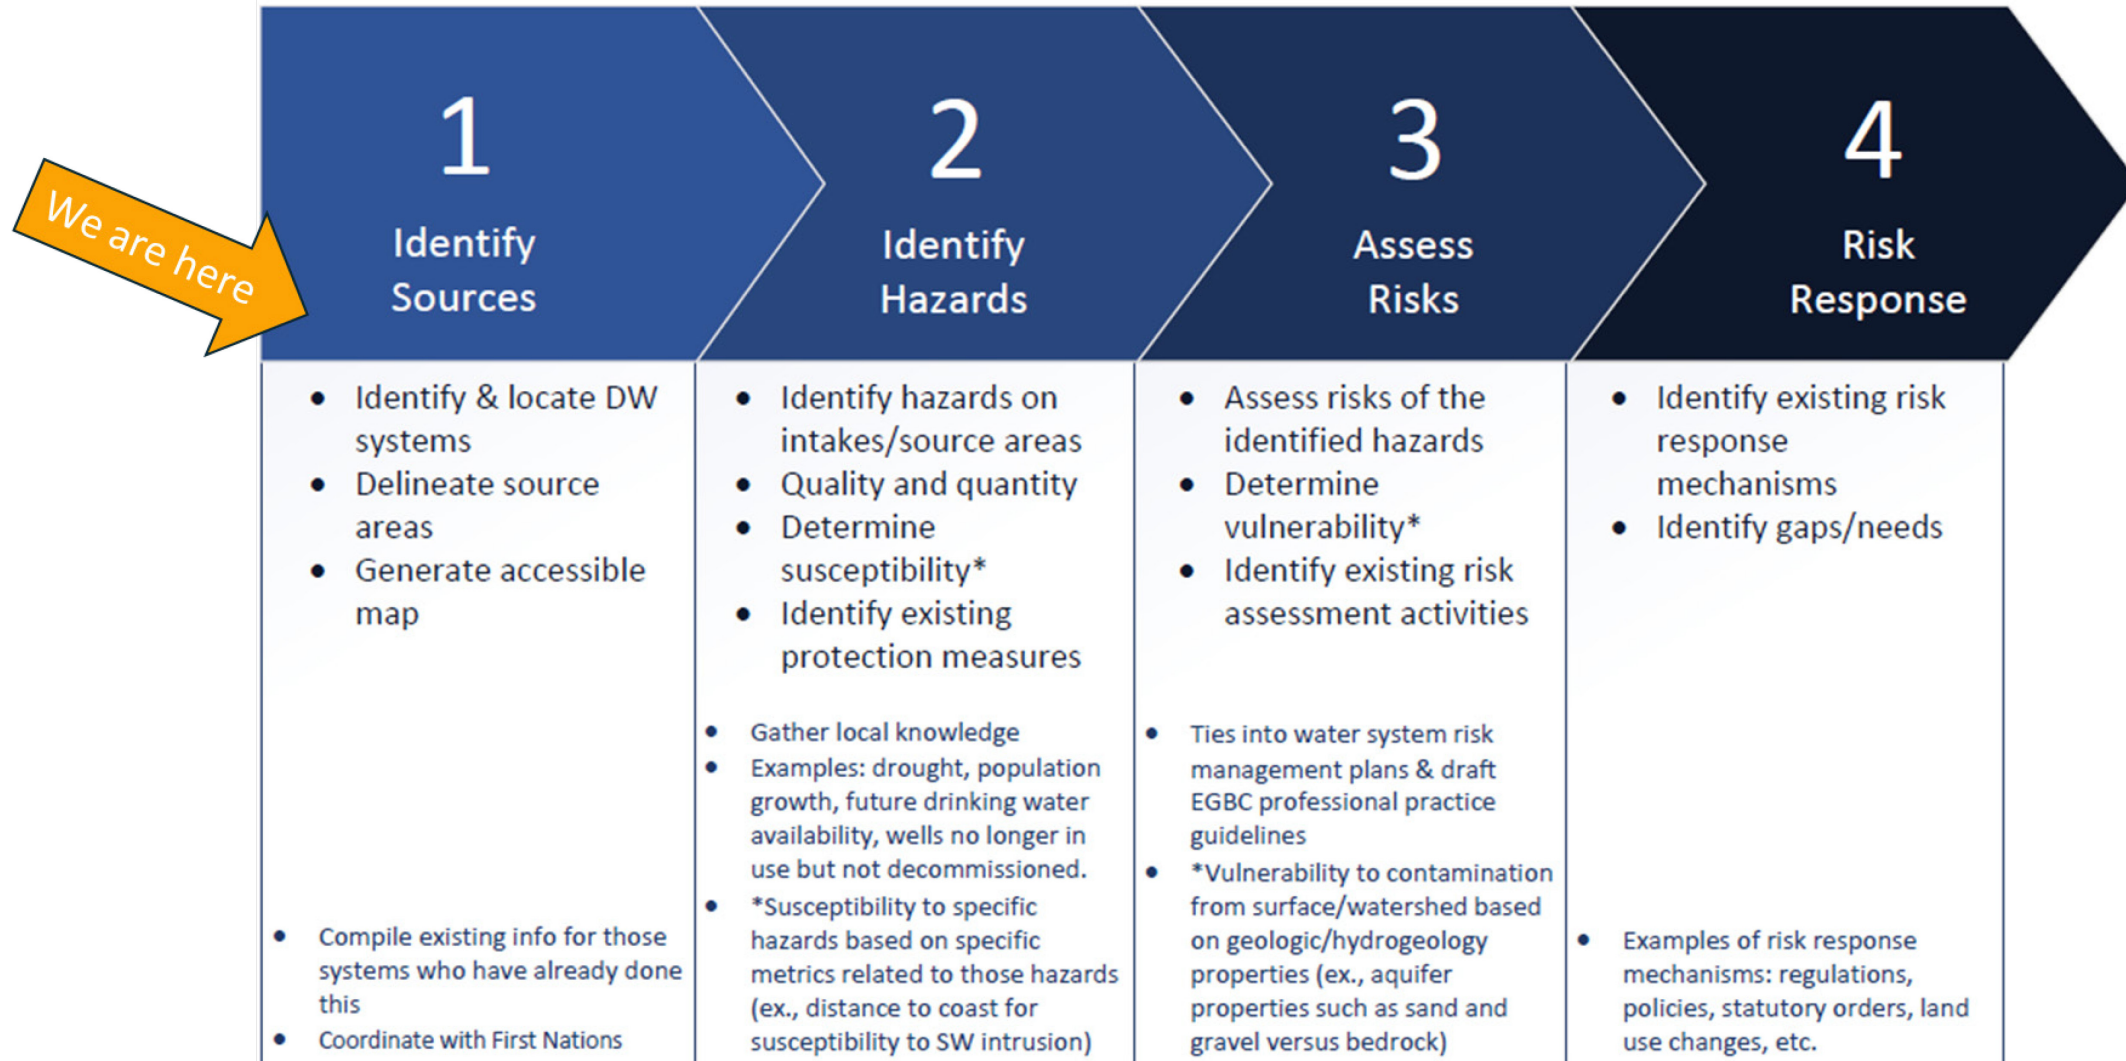 We are here
1
Identify
Sources
2
Identify
Hazards
3
Assess
Risks
4
Risk
Response
• Identify & locate DW
systems
• Delineate source
areas
• Generate accessible
map
• Compile existing info for those
systems who have already done
this
• Coordinate with First Nations
• Identify hazards on
intakes/source areas
• Quality and quantity
• Determine
susceptibility*
• Identify existing
protection measures
• Gather local knowledge
• Examples: drought, population
growth, future drinking water
availability, wells no longer in
use but not decommissioned.
• *Susceptibility to specific
hazards based on specific
metrics related to those hazards
(ex., distance to coast for
susceptibility to SW intrusion)
• Assess risks of the
identified hazards
• Determine
vulnerability*
• Identify existing risk
assessment activities
• Ties into water system risk
management plans & draft
EGBC professional practice
guidelines
• *Vulnerability to contamination
from surface/watershed based
on geologic/hydrogeology
properties (ex., aquifer
properties such as sand and
gravel versus bedrock)
• Identify existing risk
response
mechanisms
• Identify gaps/needs
• Examples of risk response
mechanisms: regulations,
policies, statutory orders, land
use changes, etc.